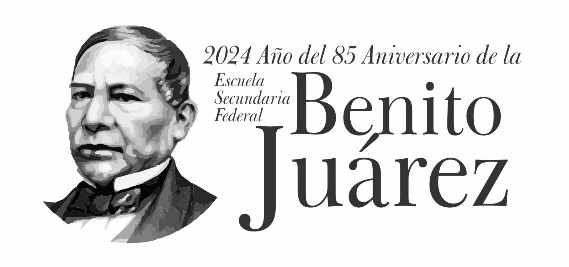 2024 Año del 85 Aniversario de la
Escuela
Secundaria
Federal
Benito
Juárez